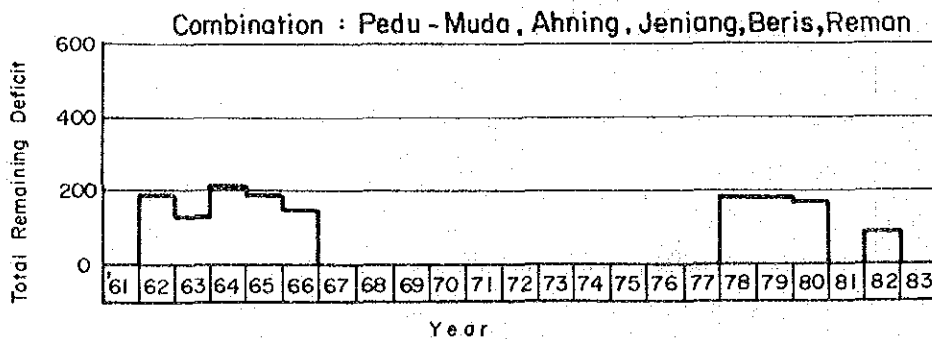 Combination : Pedu - Muda , Ahning , Jeniang, Beris, Reman
Total Remaining Deficit
600
400
200
0
'61 62 63 64 65 66 67 68 69 70 71 72 73 74 75 76 77 78 79 80 81 82 83
Year